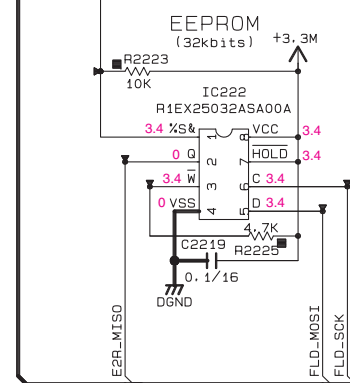 EEPROM
(32kbits)
+3.3M
R2223
10K
IC222
R1EX25032ASA00A
3.4 %S& 1 8 VCC 3.4
0 Q 2 7 HOLD 3.4
3.4 W 3 6 C 3.4
0 VSS 4 5 D 3.4
4.7K
C2219 R2225
0.1/16
DGND
E2R_MISO
FLD_MOSI
FLD_SCK